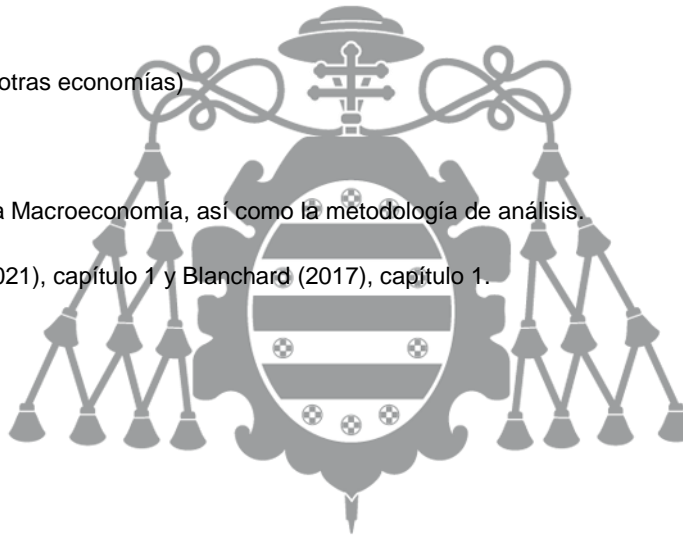 otras economías)
a Macroeconomía, así como la metodología de análisis.
021), capítulo 1 y Blanchard (2017), capítulo 1.